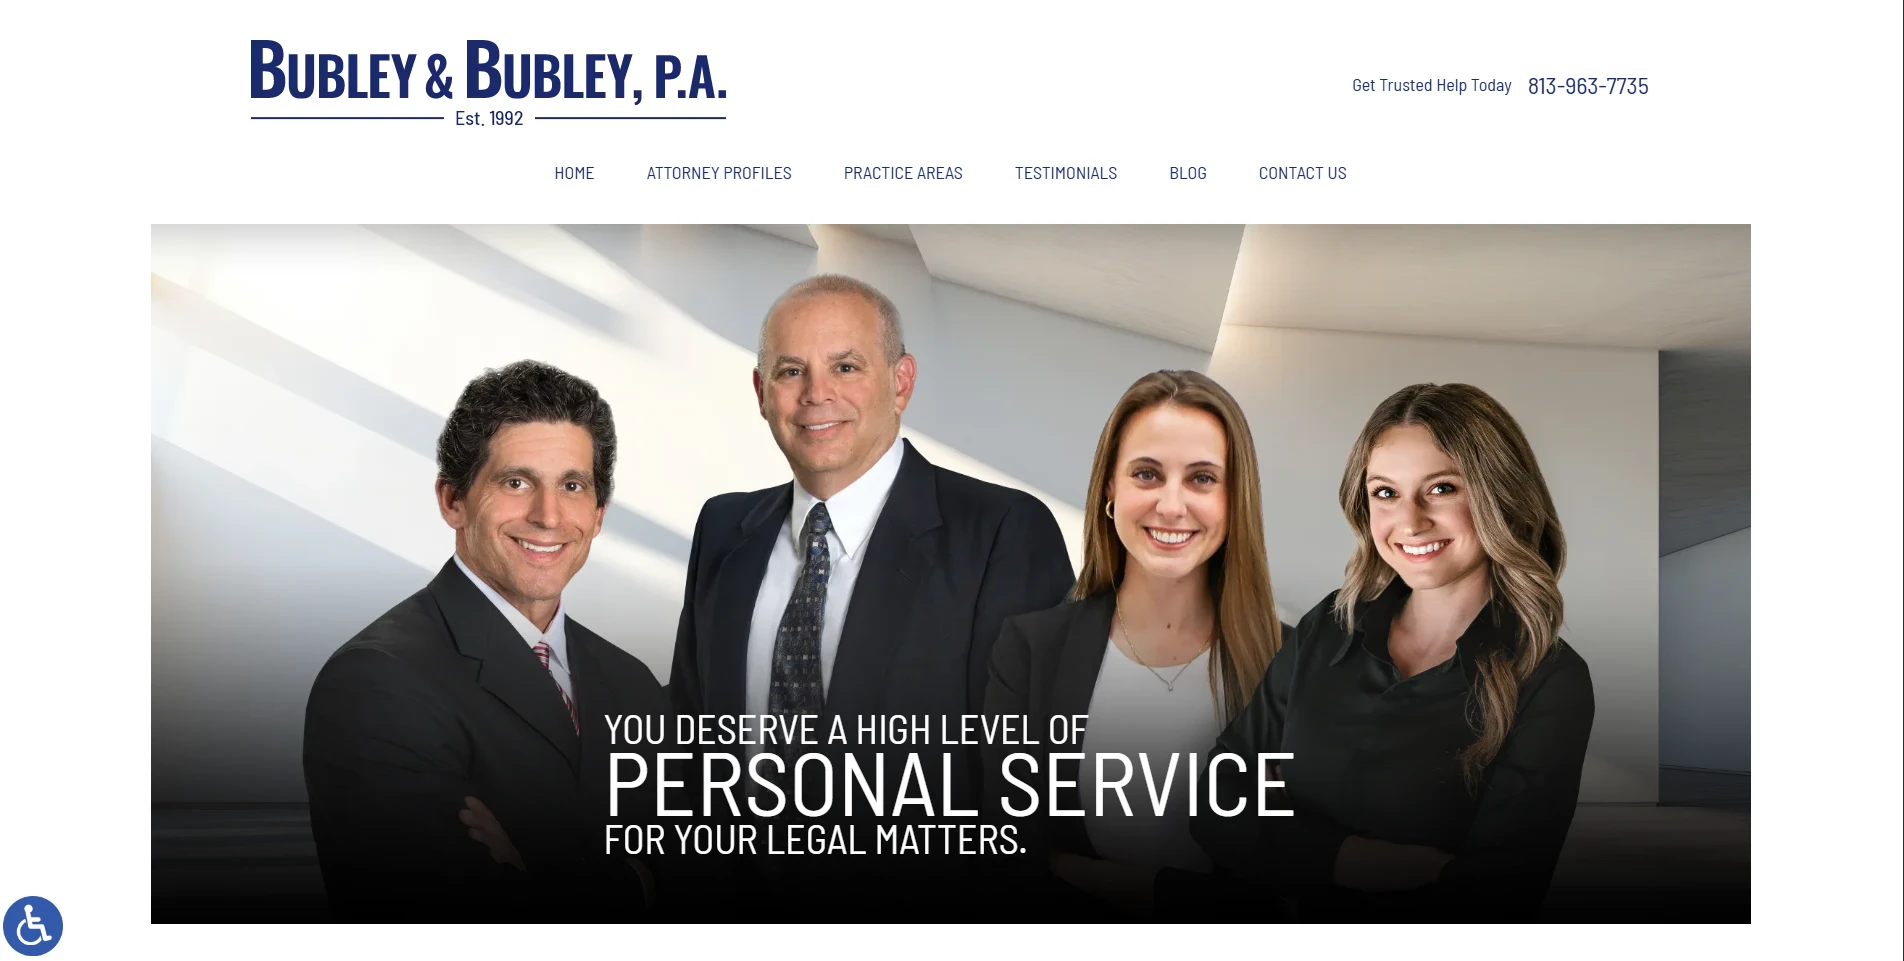 BUBLEY & BUBLEY, P.A.
Est. 1992
Get Trusted Help Today 813-963-7735
HOME ATTORNEY PROFILES PRACTICE AREAS TESTIMONIALS BLOG CONTACT US
YOU DESERVE A HIGH LEVEL OF
PERSONAL SERVICE
FOR YOUR LEGAL MATTERS.